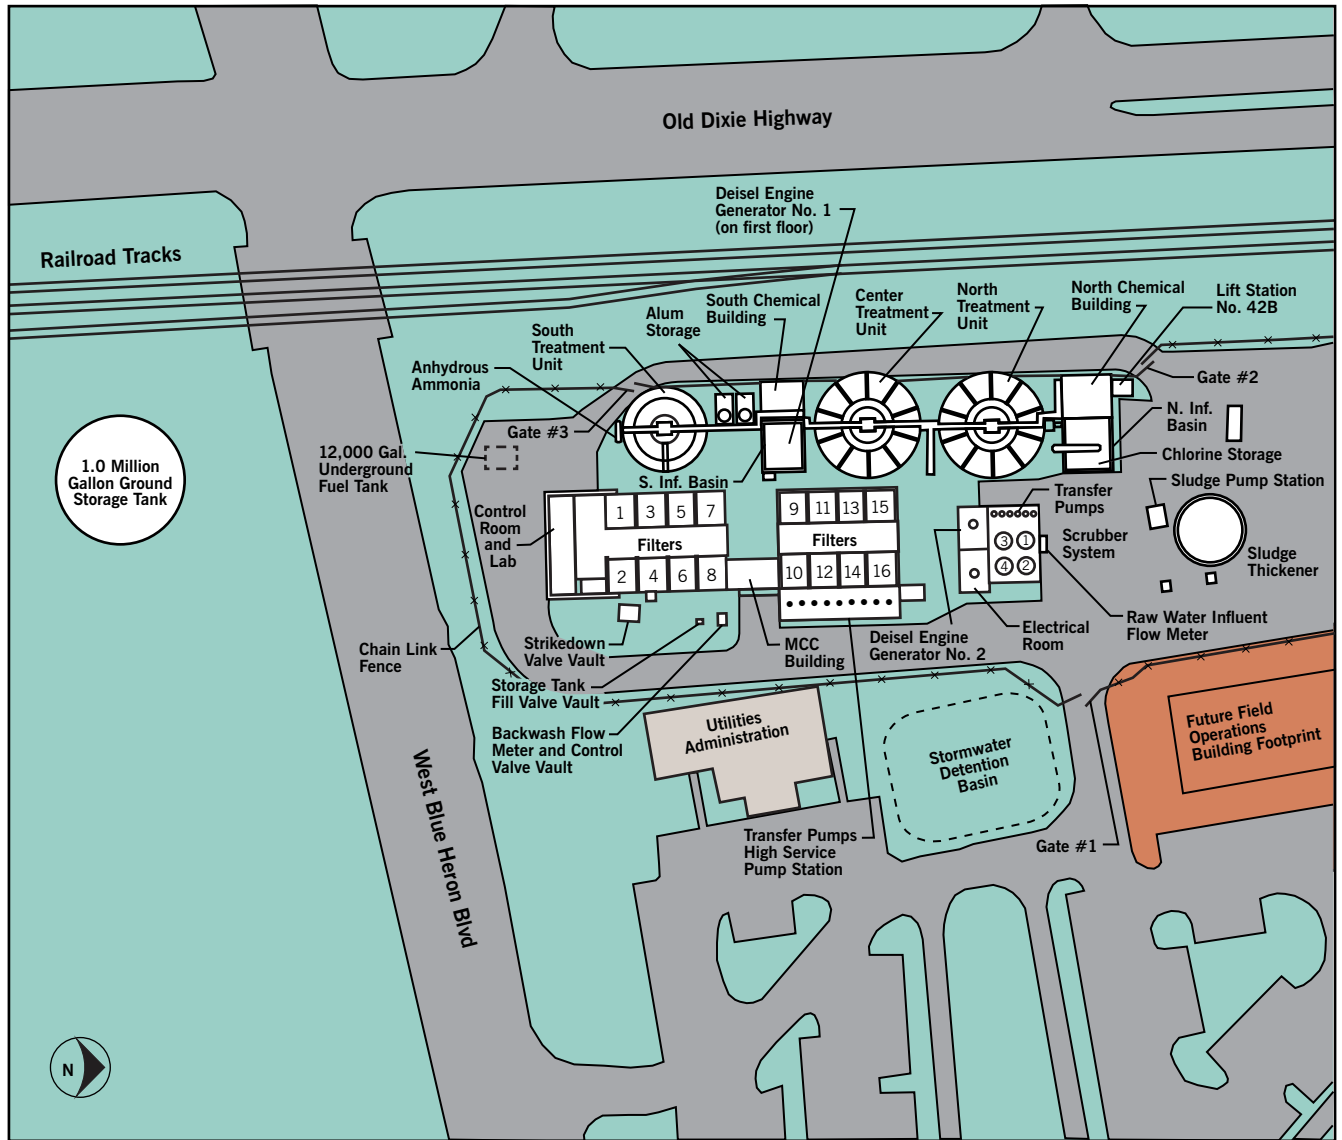 Old Dixie Highway
Deisel Engine
Generator No. 1
(on first floor)
Railroad Tracks
South Chemical
Building
Center
Treatment
Unit
North
Treatment
Unit
North Chemical
Building
Lift Station
No. 42B
Alum
Storage
South
Treatment
Unit
Anhydrous
Ammonia
Gate #2
Gate #3
N. Inf.
Basin
12,000 Gal.
Underground
Fuel Tank
1.0 Million
Gallon Ground
Storage Tank
S. Inf. Basin
Chlorine Storage
Sludge Pump Station
Control
Room
and
Lab
1 3 5 7
Filters
2 4 6 8
9 11 13 15
Filters
10 12 14 16
Transfer
Pumps
3 1
4 2
Scrubber
System
Sludge
Thickener
Raw Water Influent
Flow Meter
Electrical
Room
Deisel Engine
Generator No. 2
MCC
Building
Strikedown
Valve Vault
Chain Link
Fence
Storage Tank
Fill Valve Vault
Backwash Flow
Meter and Control
Valve Vault
Utilities
Administration
Stormwater
Detention
Basin
Future Field
Operations
Building Footprint
West Blue Heron Blvd
Transfer Pumps
High Service
Pump Station
Gate #1
N